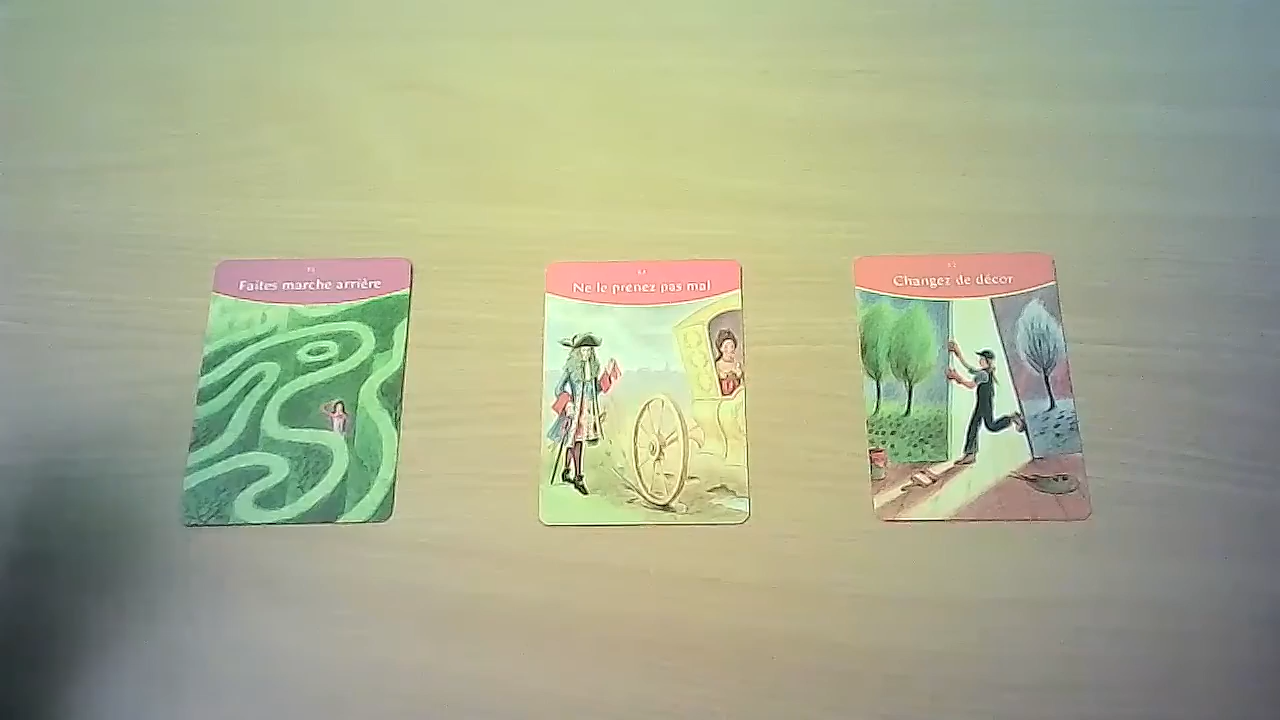 Faites marche arrière
Ne le prenez pas mal
Changez de décor